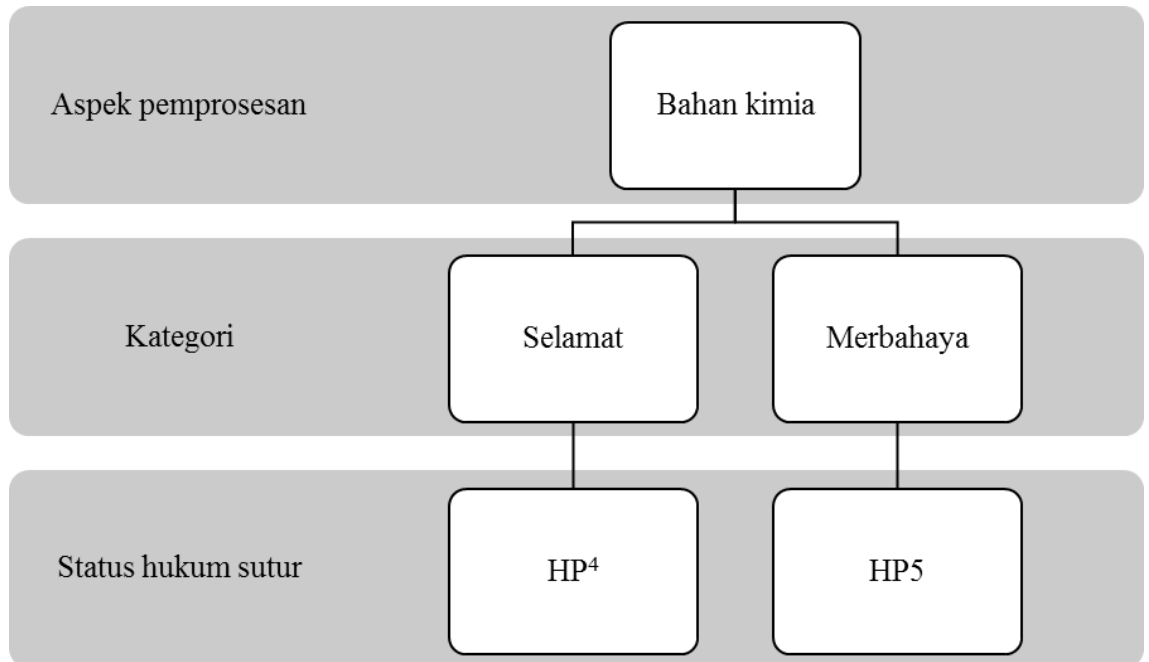 Aspek pemprosesan
Bahan kimia
Kategori
Selamat
Merbahaya
Status hukum sutur
HP⁴
HP5